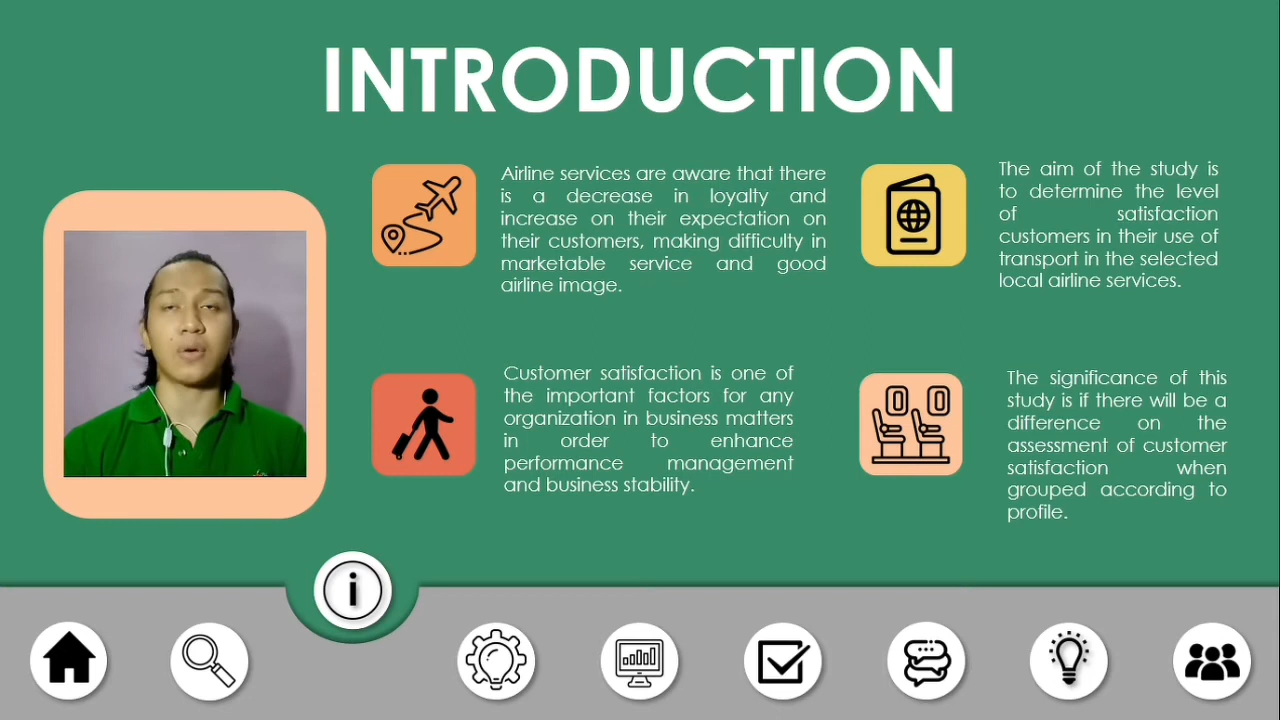 INTRODUCTION
Airline services are aware that there
is a decrease in loyalty and
increase on their expectation on
their customers, making difficulty in
marketable service and good
airline image.
The aim of the study is
to determine the level
of satisfaction
customers in their use of
transport in the selected
local airline services.
Customer satisfaction is one of
the important factors for any
organization in business matters
in order to enhance
performance management
and business stability.
The significance of this
study is if there will be a
difference on the
assessment of customer
satisfaction when
grouped according to
profile.
i